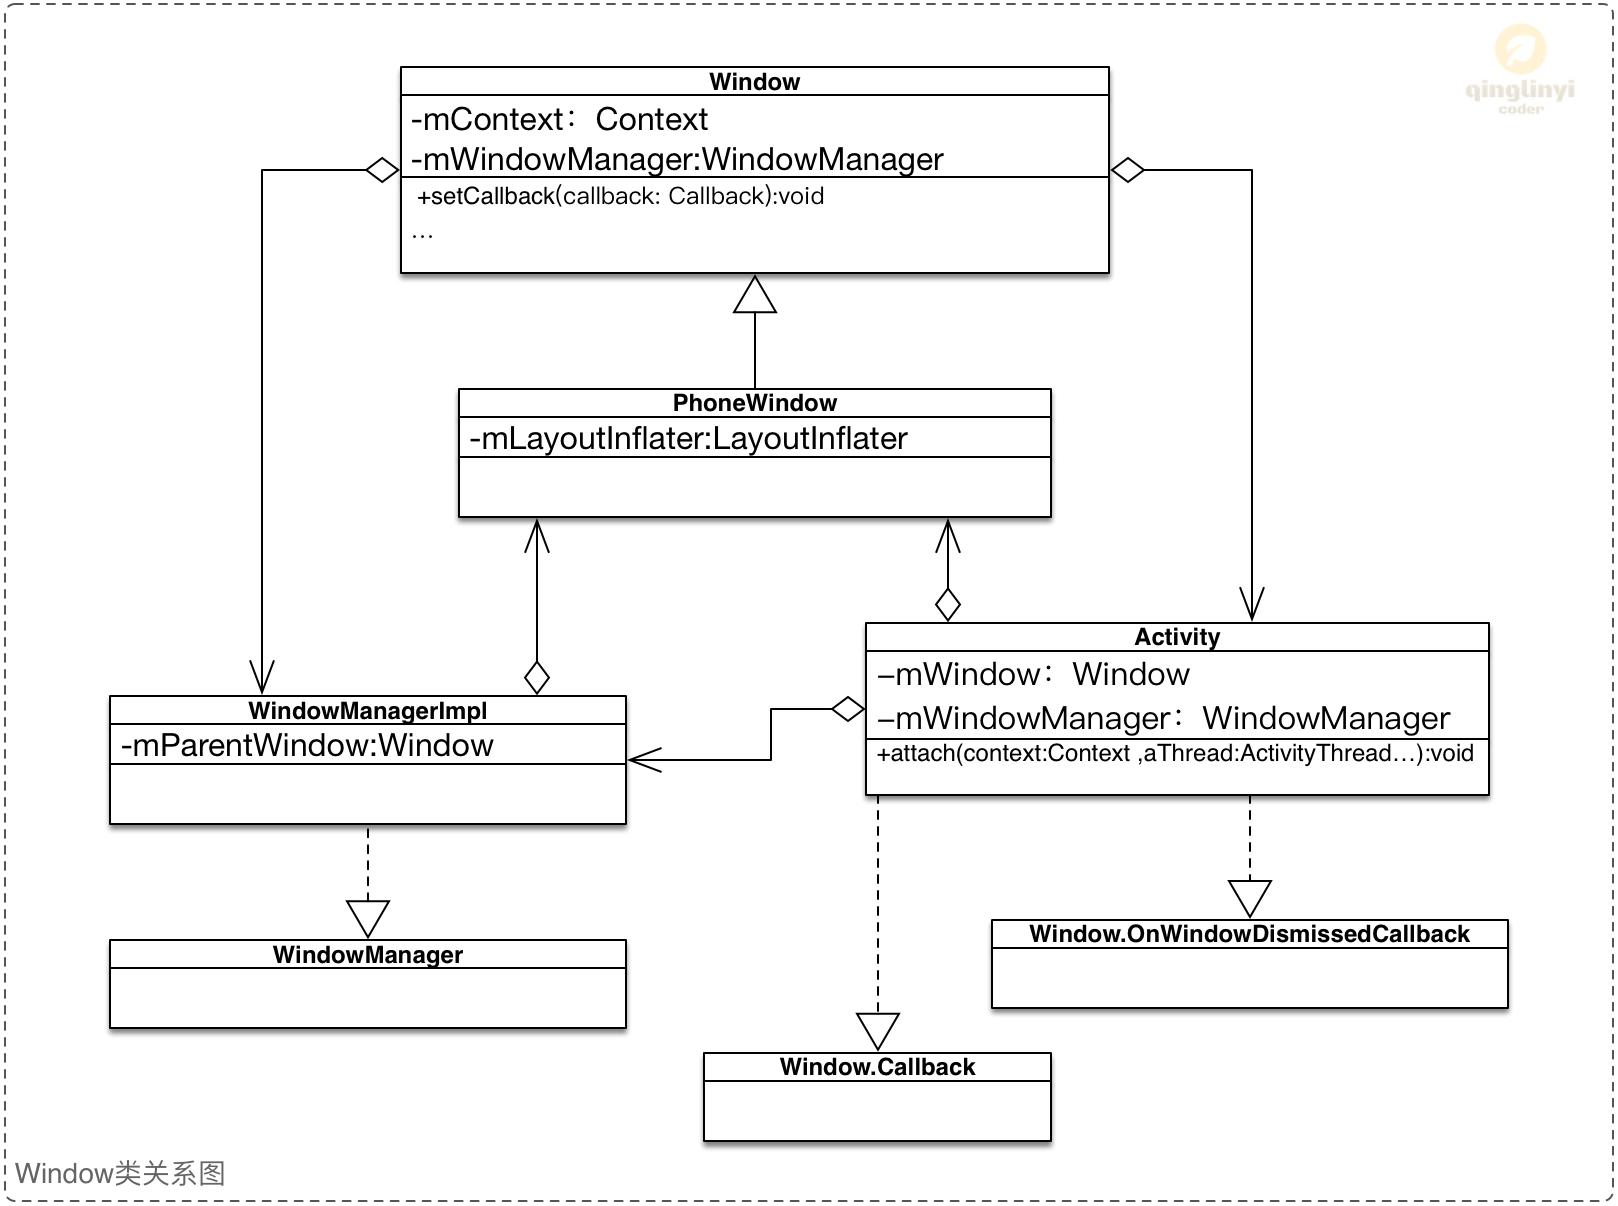 qinglinyi
coder
Window
-mContext：Context
-mWindowManager:WindowManager
+setCallback(callback: Callback):void
...
PhoneWindow
-mLayoutInflater:LayoutInflater
Activity
–mWindow：Window
–mWindowManager：WindowManager
+attach(context:Context ,aThread:ActivityThread...):void
WindowManagerImpl
-mParentWindow:Window
Window.OnWindowDismissedCallback
WindowManager
Window.Callback
Window类关系图